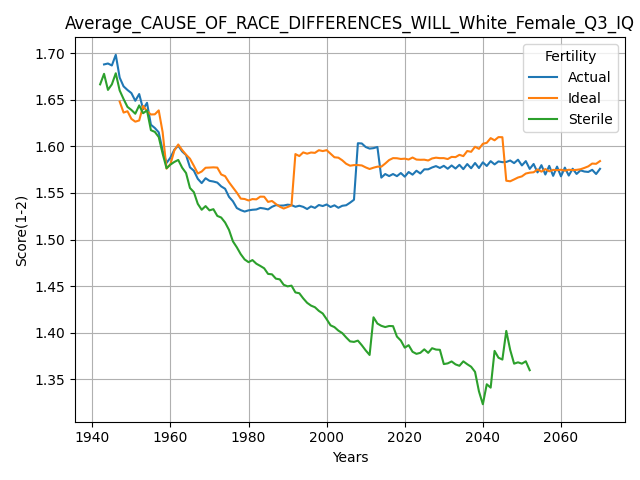 Average_CAUSE_OF_RACE_DIFFERENCES_WILL_White_Female_Q3_IQ
Score(1-2)
1.70
1.65
1.60
1.55
1.50
1.45
1.40
1.35
Fertility
Actual
Ideal
Sterile
1940
1960
1980
2000
2020
2040
2060
Years